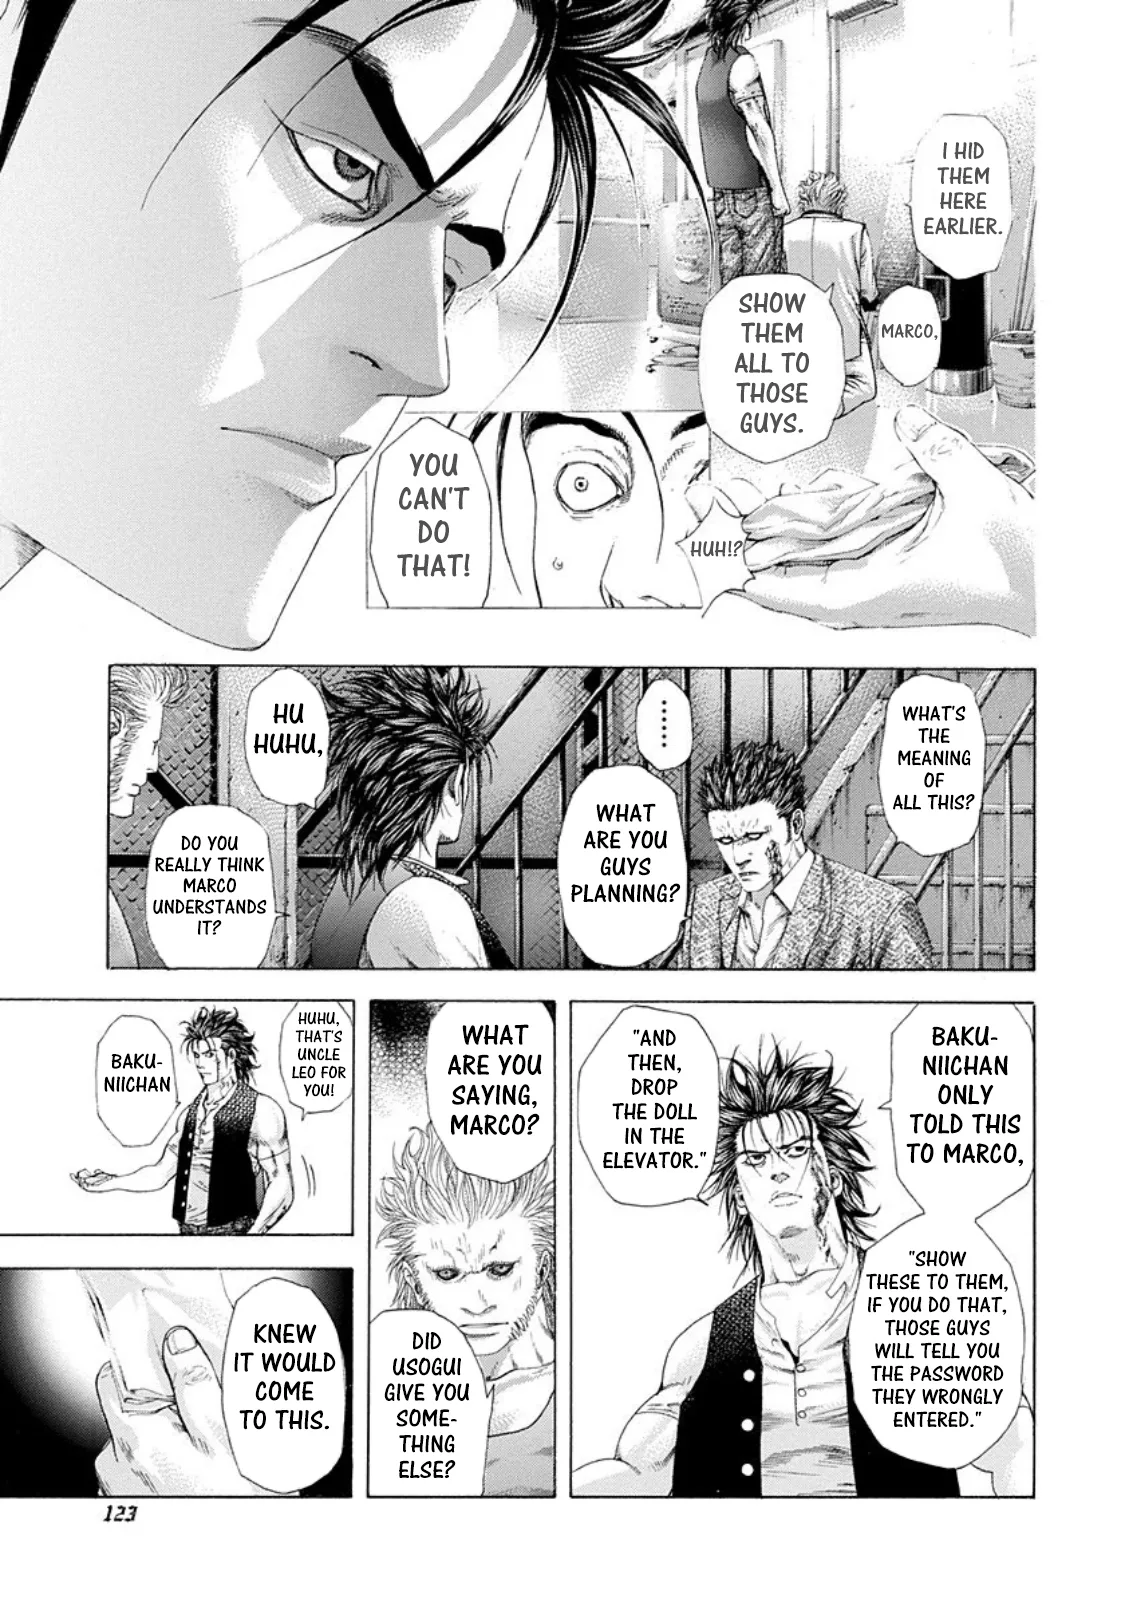 I HID
THEM
HERE
EARLIER.
MARCO,
SHOW
THEM
ALL TO
THOSE
GUYS.
HUH!?
YOU
CAN'T
DO
THAT!
WHAT'S
THE
MEANING
OF
ALL THIS?
......
WHAT
ARE YOU
GUYS
PLANNING?
HU
HUHU,
DO YOU
REALLY THINK
MARCO
UNDERSTANDS
IT?
BAKU-
NIICHAN
ONLY
TOLD THIS
TO MARCO,
"SHOW
THESE TO THEM,
IF YOU DO THAT,
THOSE GUYS
WILL TELL YOU
THE PASSWORD
THEY WRONGLY
ENTERED."
"AND
THEN,
DROP
THE DOLL
IN THE
ELEVATOR."
WHAT
ARE YOU
SAYING,
MARCO?
DID
USOGUI
GIVE YOU
SOME-
THING
ELSE?
HUHU,
THAT'S
UNCLE
LEO FOR
YOU!
BAKU-
NIICHAN
KNEW
IT WOULD
COME
TO THIS.
123